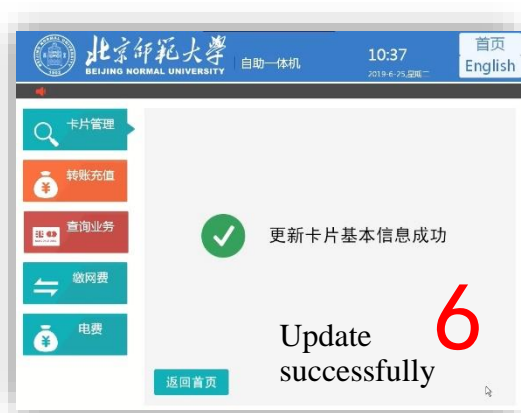 北京师范大学
BEIJING NORMAL UNIVERSITY
自助一体机
10:37
2019-6-25,星期二
首页
English
卡片管理
转账充值
查询业务
缴网费
电费
更新卡片基本信息成功
6
Update
successfully
返回首页